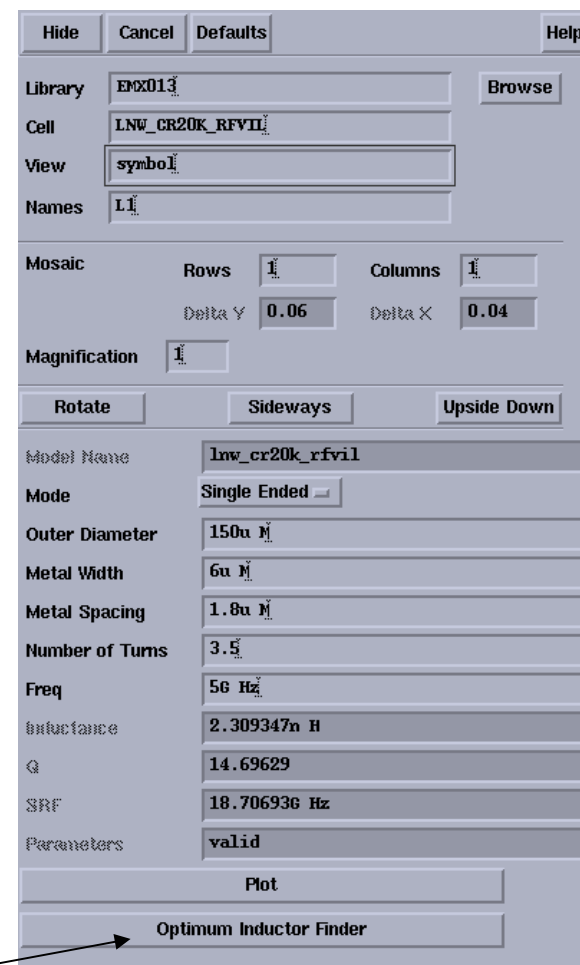 Hide Cancel Defaults Help
Library EMX013 Browse
Cell LNW_CR20K_RFVIL
View symbol
Names L1
Mosaic Rows 1 Columns 1
Delta Y 0.06 Delta X 0.04
Magnification 1
Rotate Sideways Upside Down
Model Name lnw_cr20k_rfvil
Mode Single Ended
Outer Diameter 150u M
Metal Width 6u M
Metal Spacing 1.8u M
Number of Turns 3.5
Freq 5G Hz
Inductance 2.309347n H
Q 14.69629
SRF 18.70693G Hz
Parameters valid
Plot
Optimum Inductor Finder